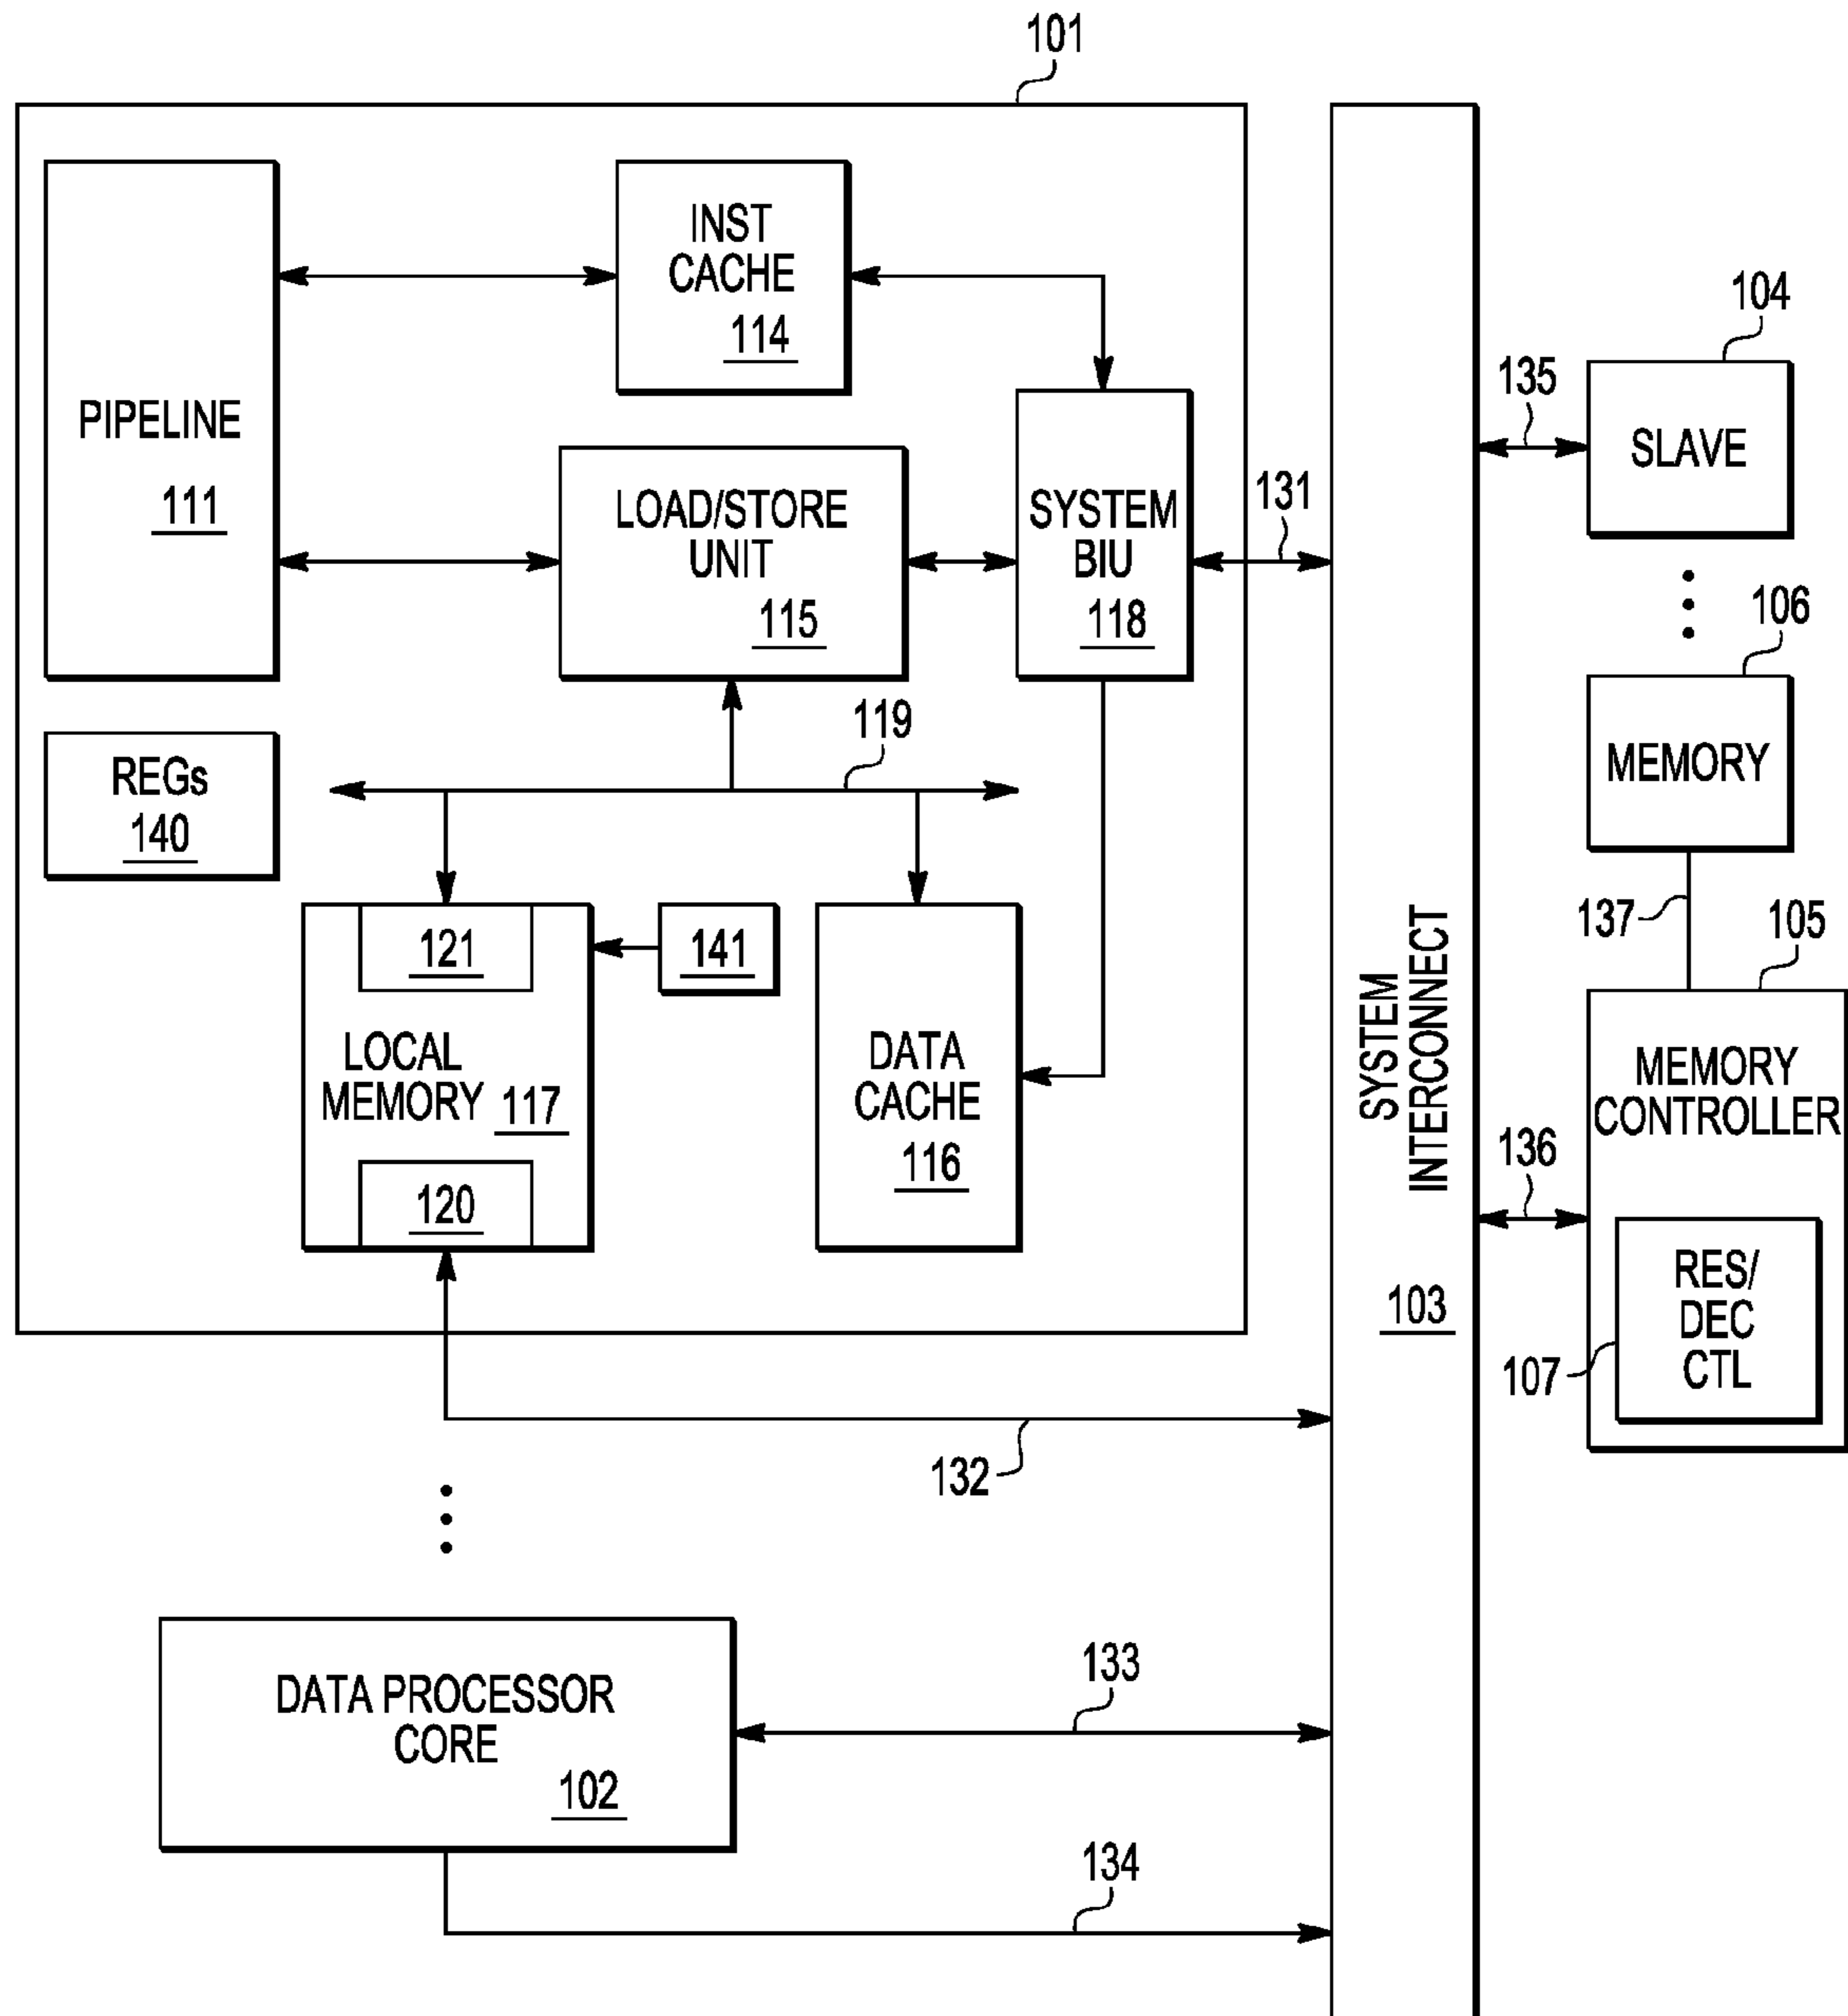 101
PIPELINE
111
INST
CACHE
114
LOAD/STORE
UNIT
115
SYSTEM
BIU
118
131
119
REGs
140
121
141
LOCAL
MEMORY 117
120
DATA
CACHE
116
132
DATA PROCESSOR
CORE
102
133
134
SYSTEM
INTERCONNECT
103
104
135
SLAVE
106
MEMORY
137
105
MEMORY
CONTROLLER
136
RES/
DEC
CTL
107